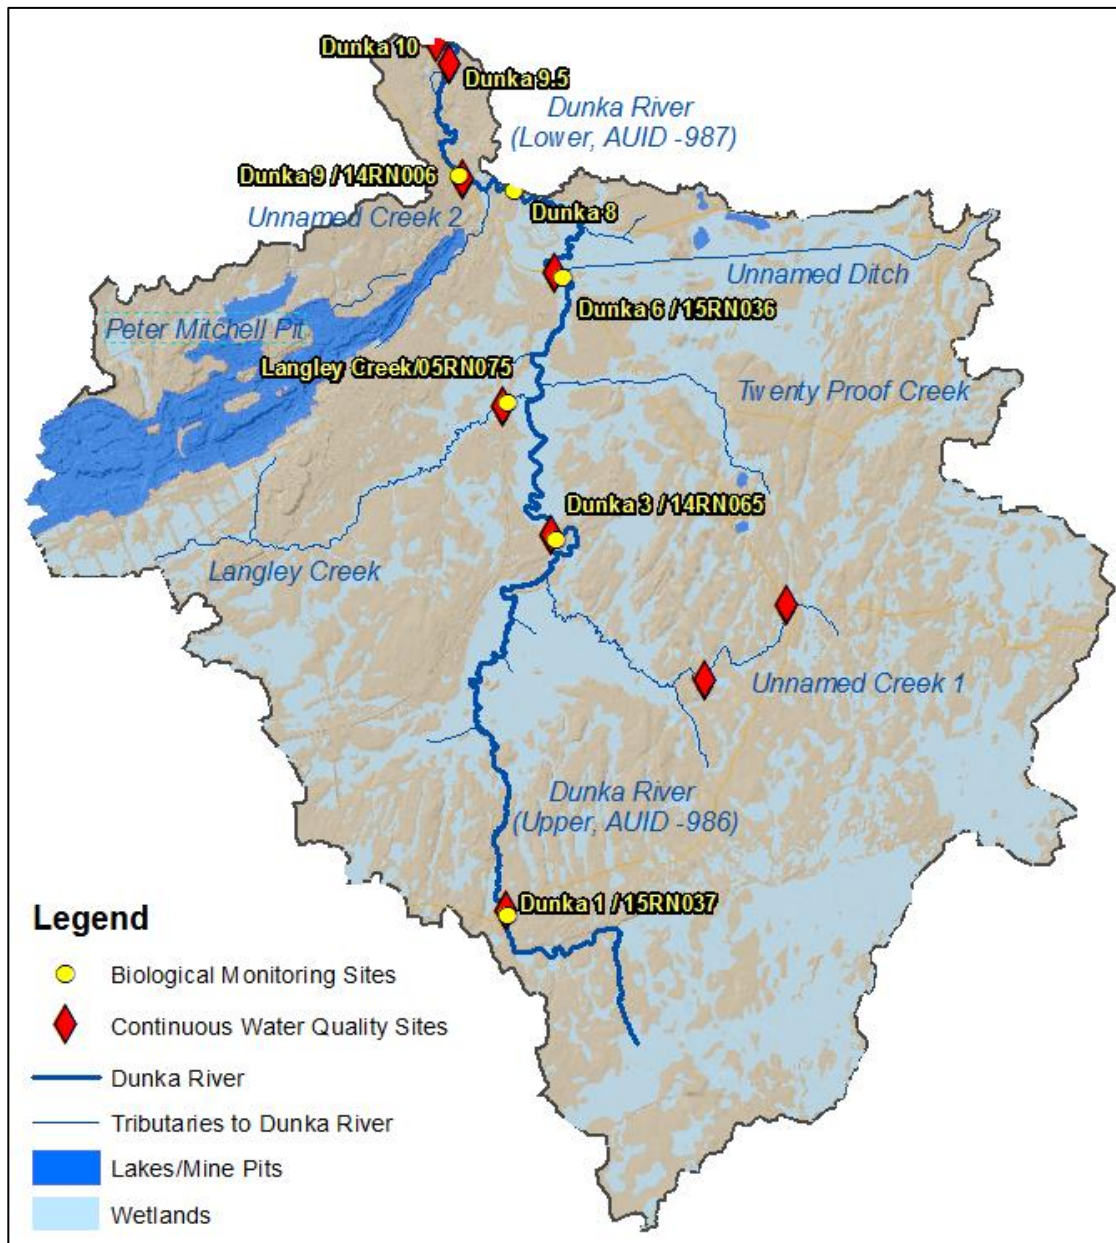 Dunka 10
Dunka 9.5
Dunka River
(Lower, AUID -987)
Dunka 9 / 14RN006
Unnamed Creek 2
Dunka 8
Unnamed Ditch
Dunka 6 / 15RN036
Peter Mitchell Pit
Langley Creek/05RN075
Twenty Proof Creek
Dunka 3 / 14RN065
Langley Creek
Unnamed Creek 1
Dunka River
(Upper, AUID -986)
Dunka 1 / 15RN037
Legend
Biological Monitoring Sites
Continuous Water Quality Sites
Dunka River
Tributaries to Dunka River
Lakes/Mine Pits
Wetlands